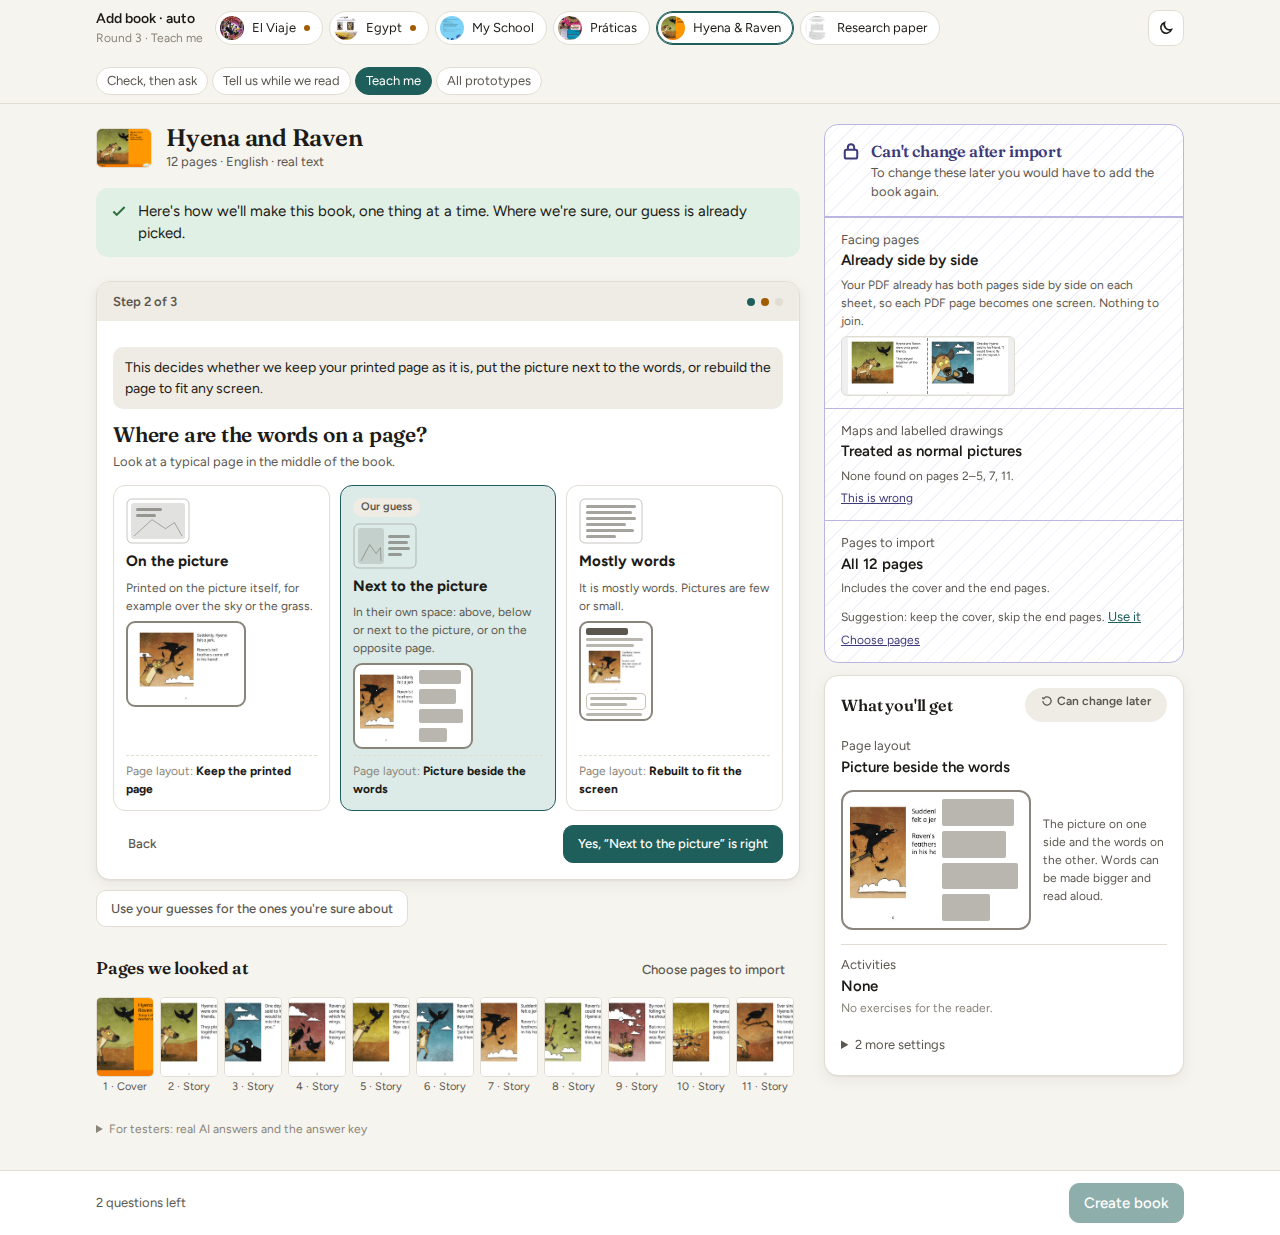 Add book · auto
Round 3 · Teach me
El Viaje
Egypt
My School
Práticas
Hyena & Raven
Research paper
Check, then ask
Tell us while we read
Teach me
All prototypes
Hyena and Raven
12 pages · English · real text
Here's how we'll make this book, one thing at a time. Where we're sure, our guess is already
picked.
Step 2 of 3
This decides whether we keep your printed page as it is, put the picture next to the words, or rebuild the
page to fit any screen.
Where are the words on a page?
Look at a typical page in the middle of the book.
On the picture
Printed on the picture itself, for
example over the sky or the grass.
Page layout: Keep the printed
page
Our guess
Next to the picture
In their own space: above, below
or next to the picture, or on the
opposite page.
Page layout: Picture beside the
words
Mostly words
It is mostly words. Pictures are few
or small.
Page layout: Rebuilt to fit the
screen
Back
Yes, “Next to the picture” is right
Use your guesses for the ones you're sure about
Pages we looked at
Choose pages to import
1 · Cover
2 · Story
3 · Story
4 · Story
5 · Story
6 · Story
7 · Story
8 · Story
9 · Story
10 · Story
11 · Story
For testers: real AI answers and the answer key
Can't change after import
To change these later you would have to add the
book again.
Facing pages
Already side by side
Your PDF already has both pages side by side on each
sheet, so each PDF page becomes one screen. Nothing to
join.
Maps and labelled drawings
Treated as normal pictures
None found on pages 2–5, 7, 11.
This is wrong
Pages to import
All 12 pages
Includes the cover and the end pages.
Suggestion: keep the cover, skip the end pages. Use it
Choose pages
What you'll get
Can change later
Page layout
Picture beside the words
Suddenl
felt a jer
Raven's
feathers
in his he
The picture on one
side and the words on
the other. Words can
be made bigger and
read aloud.
Activities
None
No exercises for the reader.
2 more settings
2 questions left
Create book